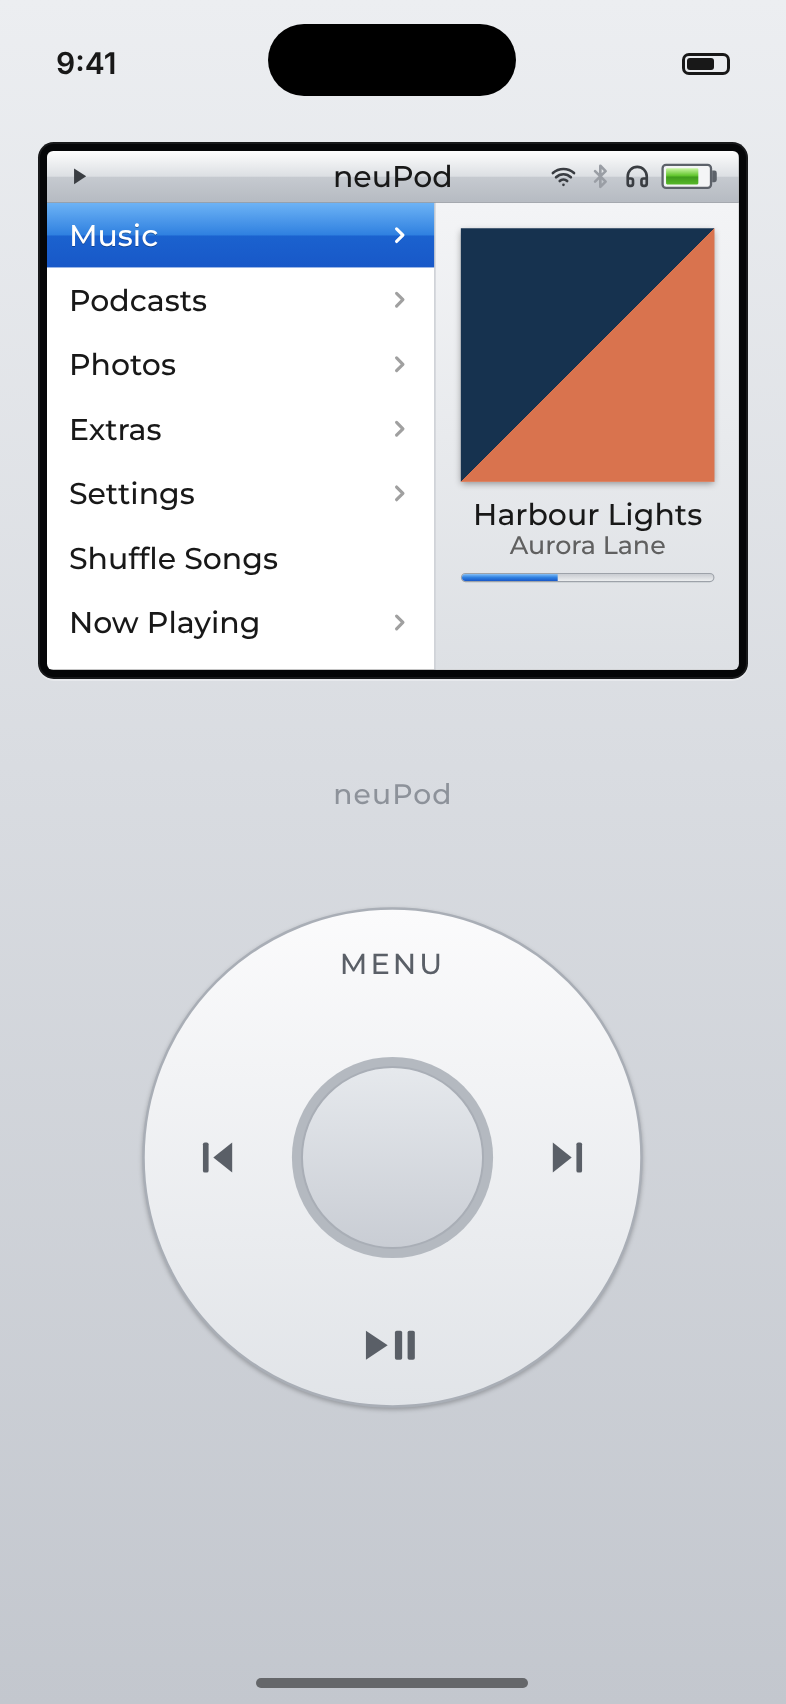 9:41
neuPod
Music
Podcasts
Photos
Extras
Settings
Shuffle Songs
Now Playing
Harbour Lights
Aurora Lane
neuPod
MENU